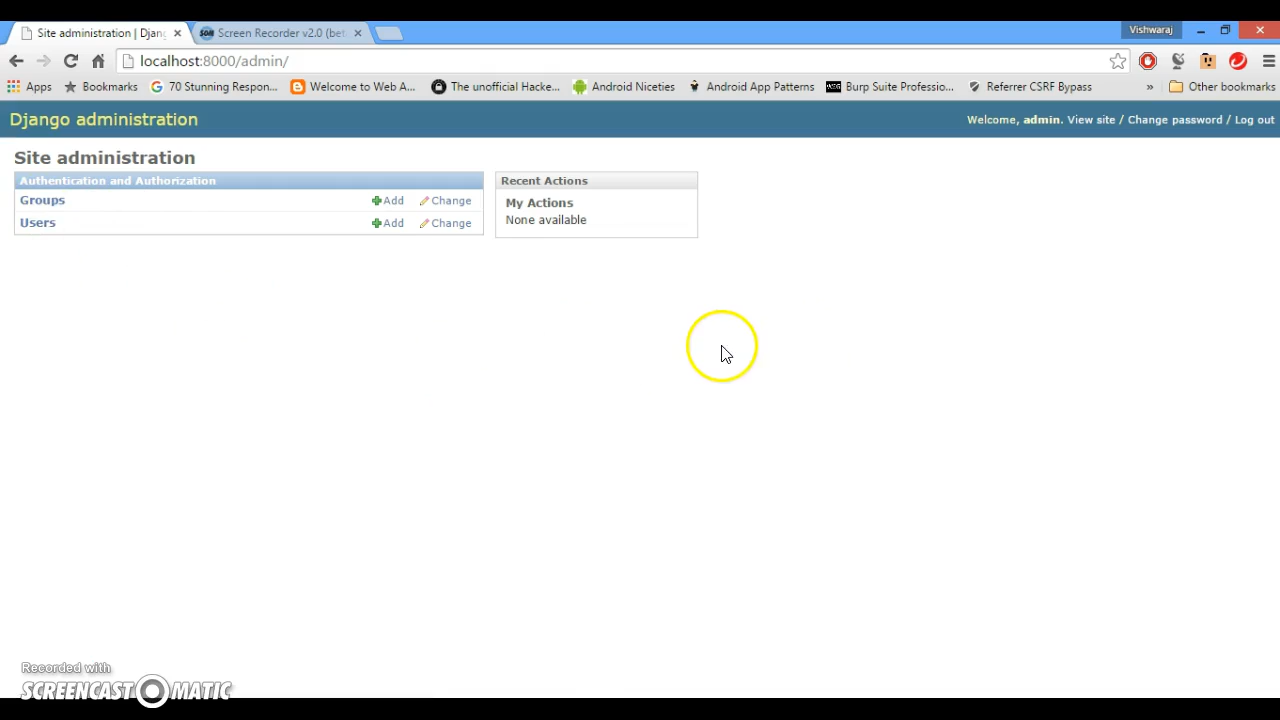 Site administration | Djang
Screen Recorder v2.0 (bet
Vishwaraj
localhost:8000/admin/
Apps
Bookmarks
70 Stunning Respon...
Welcome to Web A...
The unofficial Hacke...
Android Niceties
Android App Patterns
Burp Suite Professio...
Referrer CSRF Bypass
»
Other bookmarks
Django administration
Welcome, admin. View site / Change password / Log out
Site administration
Authentication and Authorization
Groups Add Change
Users Add Change
Recent Actions
My Actions
None available
Recorded with
SCREENCAST O MATIC